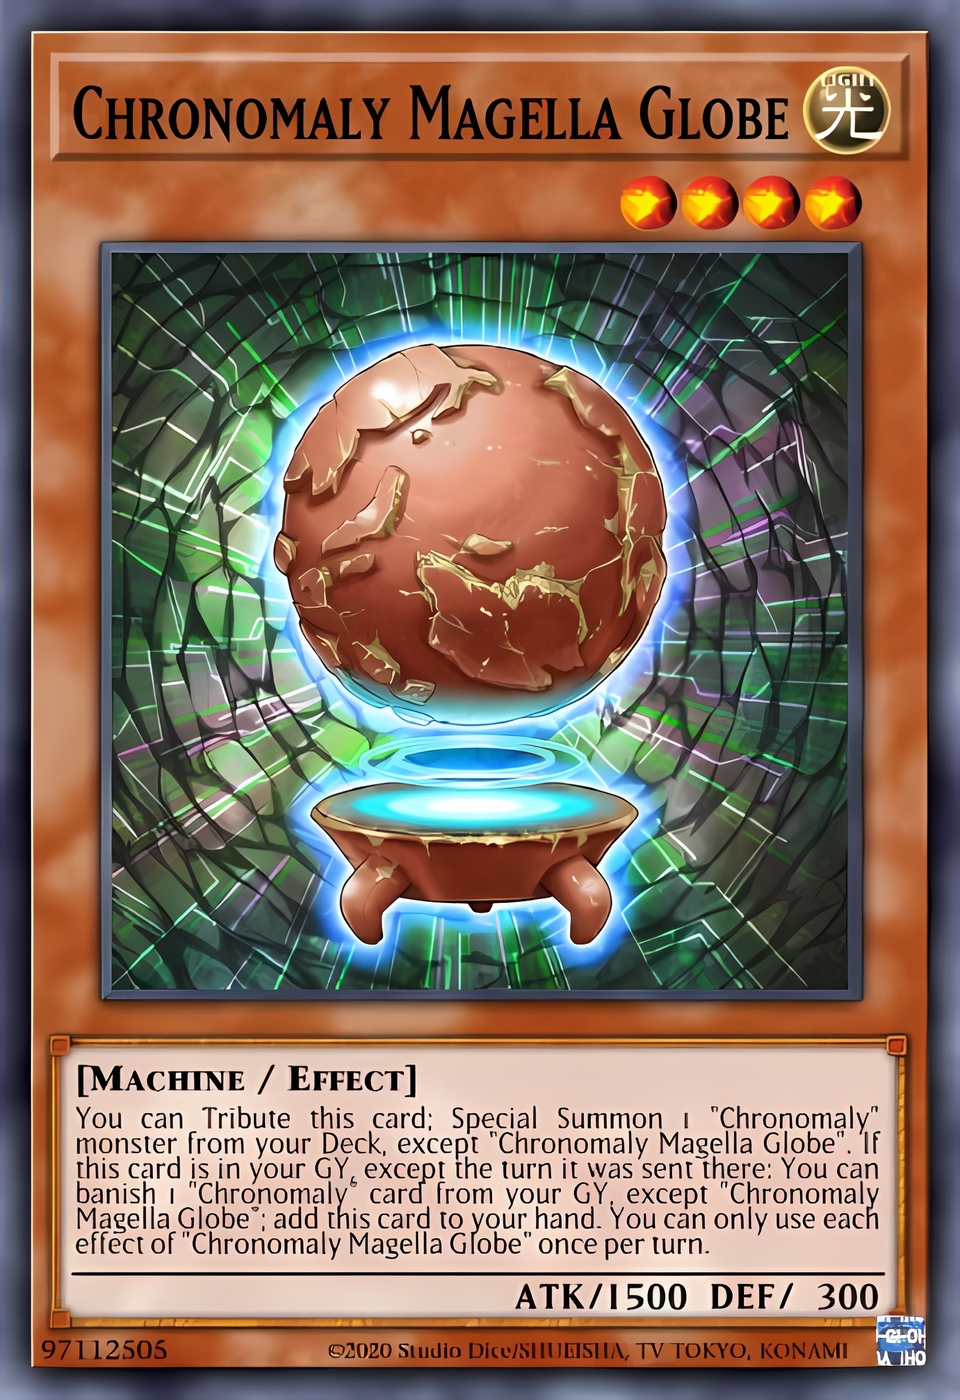 CHRONOMALY MAGELLA GLOBE
光
[MACHINE / EFFECT]
You can Tribute this card; Special Summon 1 "Chronomaly"
monster from your Deck, except "Chronomaly Magella Globe". If
this card is in your GY, except the turn it was sent there: You can
banish 1 "Chronomaly" card from your GY, except "Chronomaly
Magella Globe"; add this card to your hand. You can only use each
effect of "Chronomaly Magella Globe" once per turn.
ATK/1500 DEF/ 300
97112505
©2020 Studio Dice/SHUEISHA, TV TOKYO, KONAMI